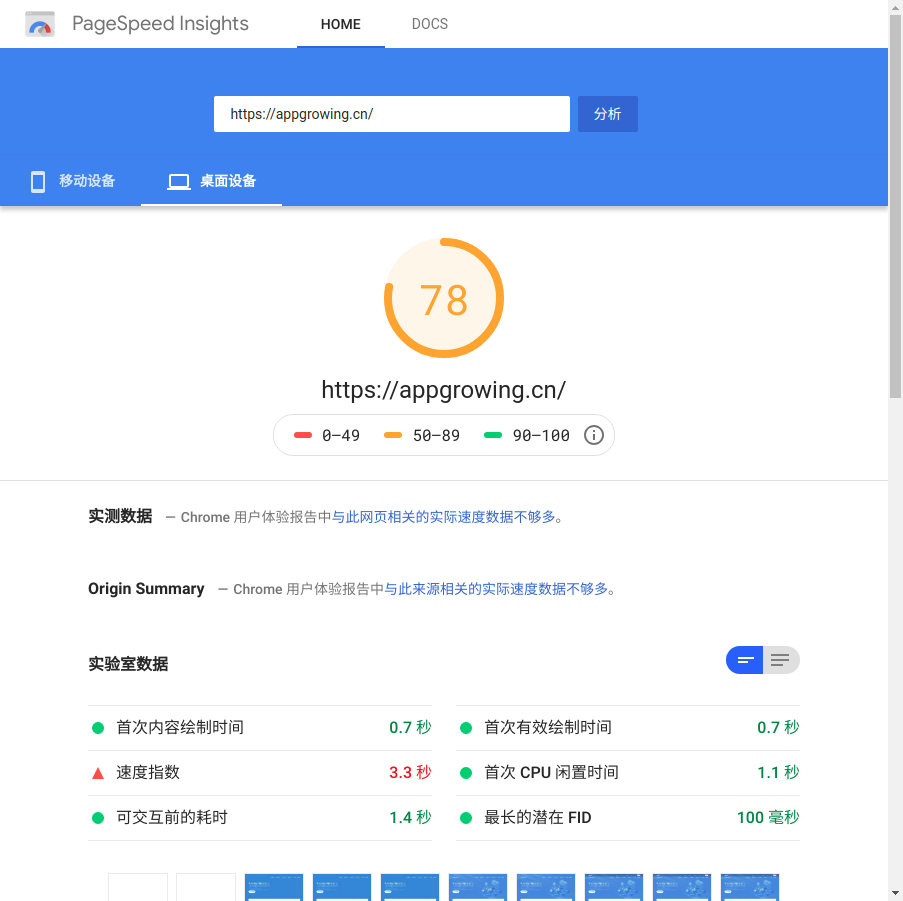 PageSpeed Insights HOME DOCS
https://appgrowing.cn/ 分析
移动设备 桌面设备
78
https://appgrowing.cn/
0–49 50–89 90–100
实测数据 — Chrome 用户体验报告中与此网页相关的实际速度数据不够多。
Origin Summary — Chrome 用户体验报告中与此来源相关的实际速度数据不够多。
实验室数据
首次内容绘制时间 0.7 秒 首次有效绘制时间 0.7 秒
速度指数 3.3 秒 首次 CPU 闲置时间 1.1 秒
可交互前的耗时 1.4 秒 最长的潜在 FID 100 毫秒